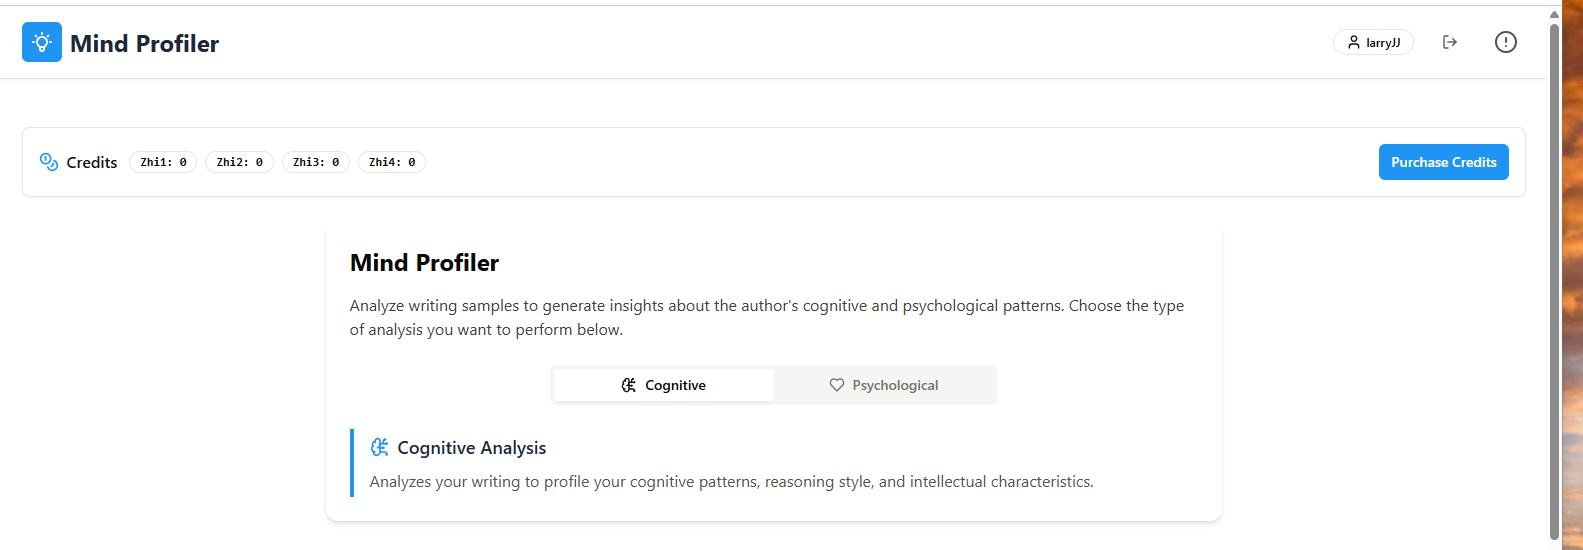 Mind Profiler
larryJJ
Credits
Zhi1: 0
Zhi2: 0
Zhi3: 0
Zhi4: 0
Purchase Credits
Mind Profiler
Analyze writing samples to generate insights about the author's cognitive and psychological patterns. Choose the type
of analysis you want to perform below.
Cognitive
Psychological
Cognitive Analysis
Analyzes your writing to profile your cognitive patterns, reasoning style, and intellectual characteristics.